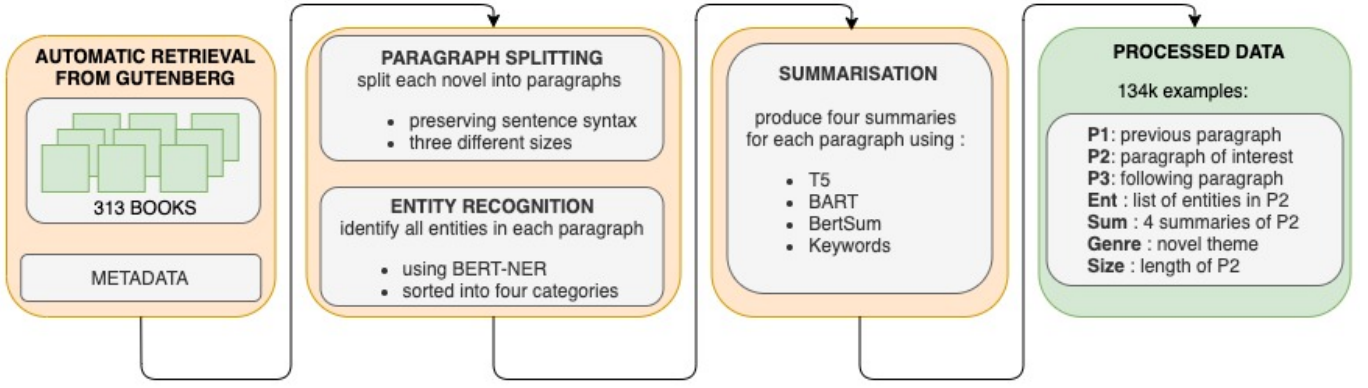 AUTOMATIC RETRIEVAL
FROM GUTENBERG
313 BOOKS
METADATA
PARAGRAPH SPLITTING
split each novel into paragraphs
• preserving sentence syntax
• three different sizes
ENTITY RECOGNITION
identify all entities in each paragraph
• using BERT-NER
• sorted into four categories
SUMMARISATION
produce four summaries
for each paragraph using :
• T5
• BART
• BertSum
• Keywords
PROCESSED DATA
134k examples:
P1: previous paragraph
P2: paragraph of interest
P3: following paragraph
Ent : list of entities in P2
Sum : 4 summaries of P2
Genre : novel theme
Size : length of P2